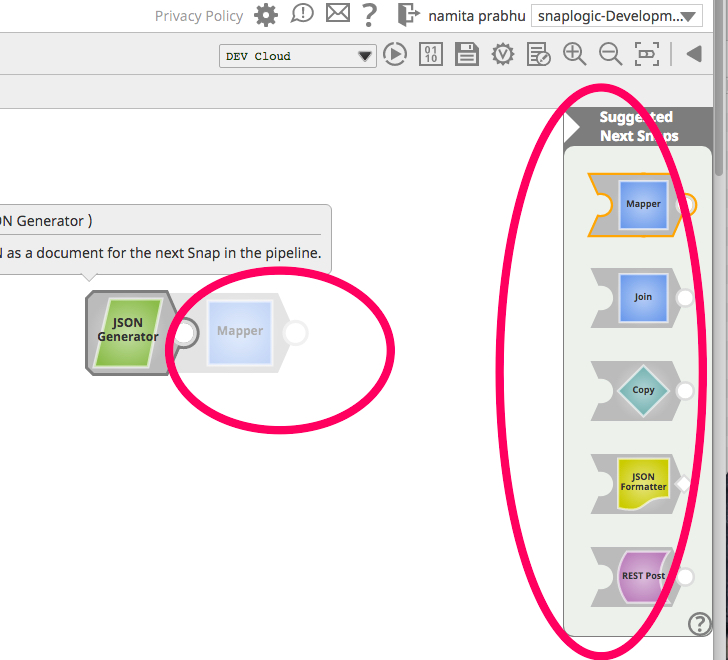 Privacy Policy
namita prabhu
snaplogic-Developm...
DEV Cloud
01
10
Suggested
Next Snaps
Mapper
ON Generator )
N as a document for the next Snap in the pipeline.
JSON
Generator
Mapper
Join
Copy
JSON
Formatter
REST Post